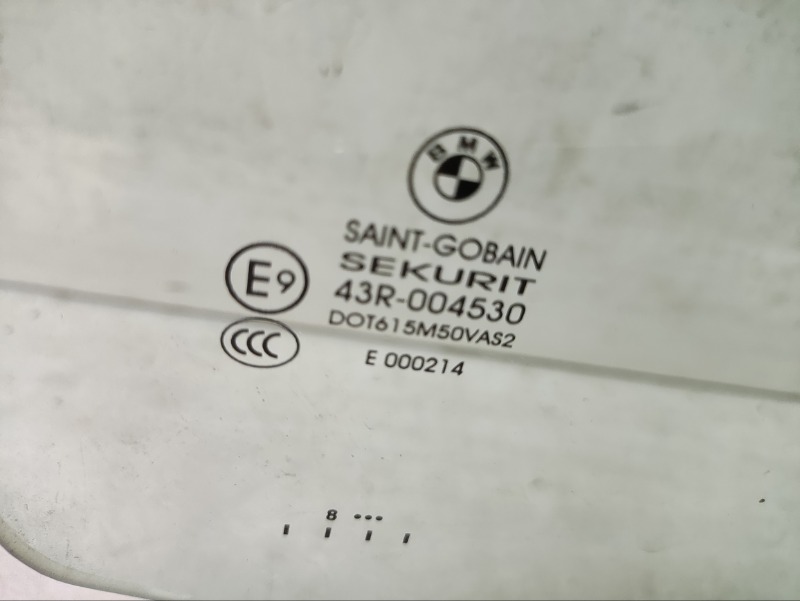 BMW
SAINT-GOBAIN
SEKURIT
E9
43R-004530
DOT615M50VAS2
CCC
E 000214
8 •••